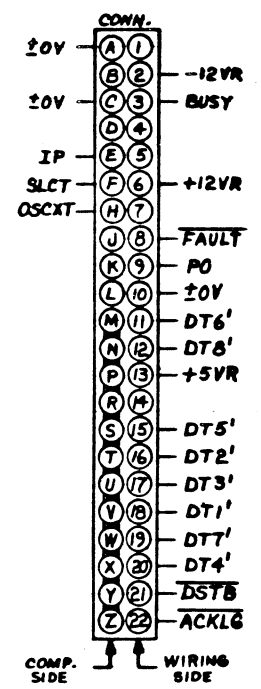 CONN.
±0V A 1
B 2 -12VR
±0V C 3 BUSY
D 4
IP E 5
SLCT F 6 +12VR
OSCXT H 7
J 8 FAULT
K 9 PO
L 10 ±0V
M 11 DT6'
N 12 DT8'
P 13 +5VR
R 14
S 15 DT5'
T 16 DT2'
U 17 DT3'
V 18 DT1'
W 19 DT7'
X 20 DT4'
Y 21 DSTB
Z 22 ACKLG
COMP. SIDE WIRING SIDE